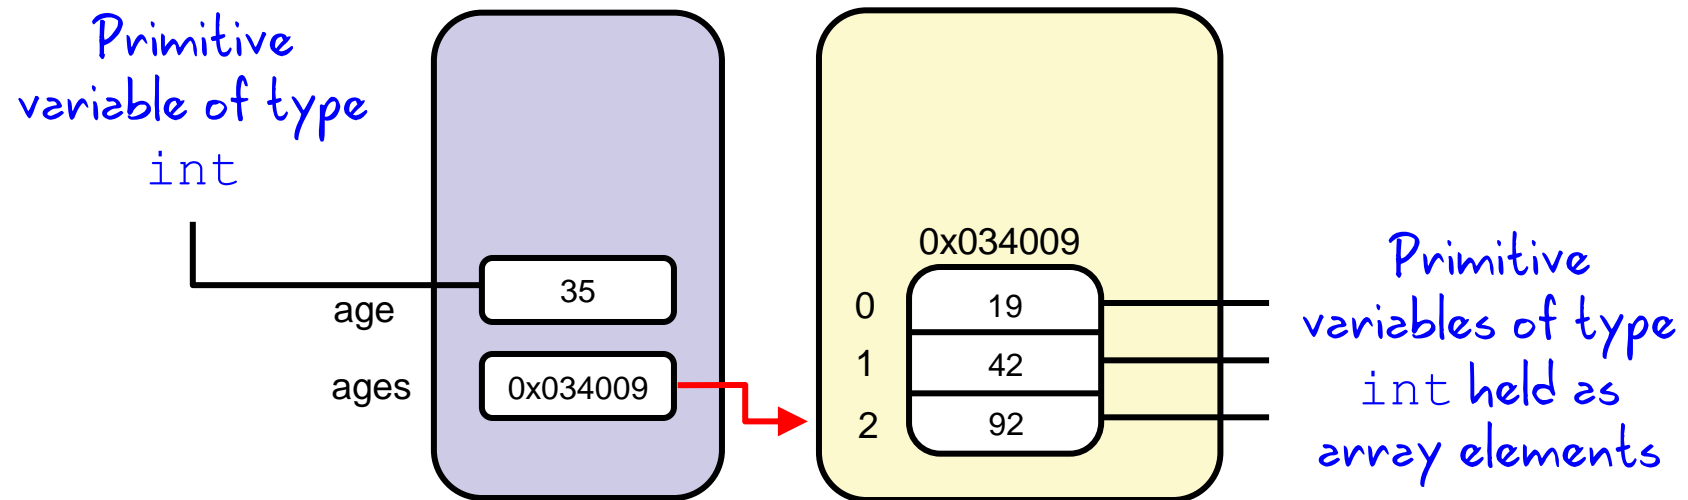 Primitive
variable of type
int
age
35
ages
0x034009
0x034009
0
19
1
42
2
92
Primitive
variables of type
int held as
array elements